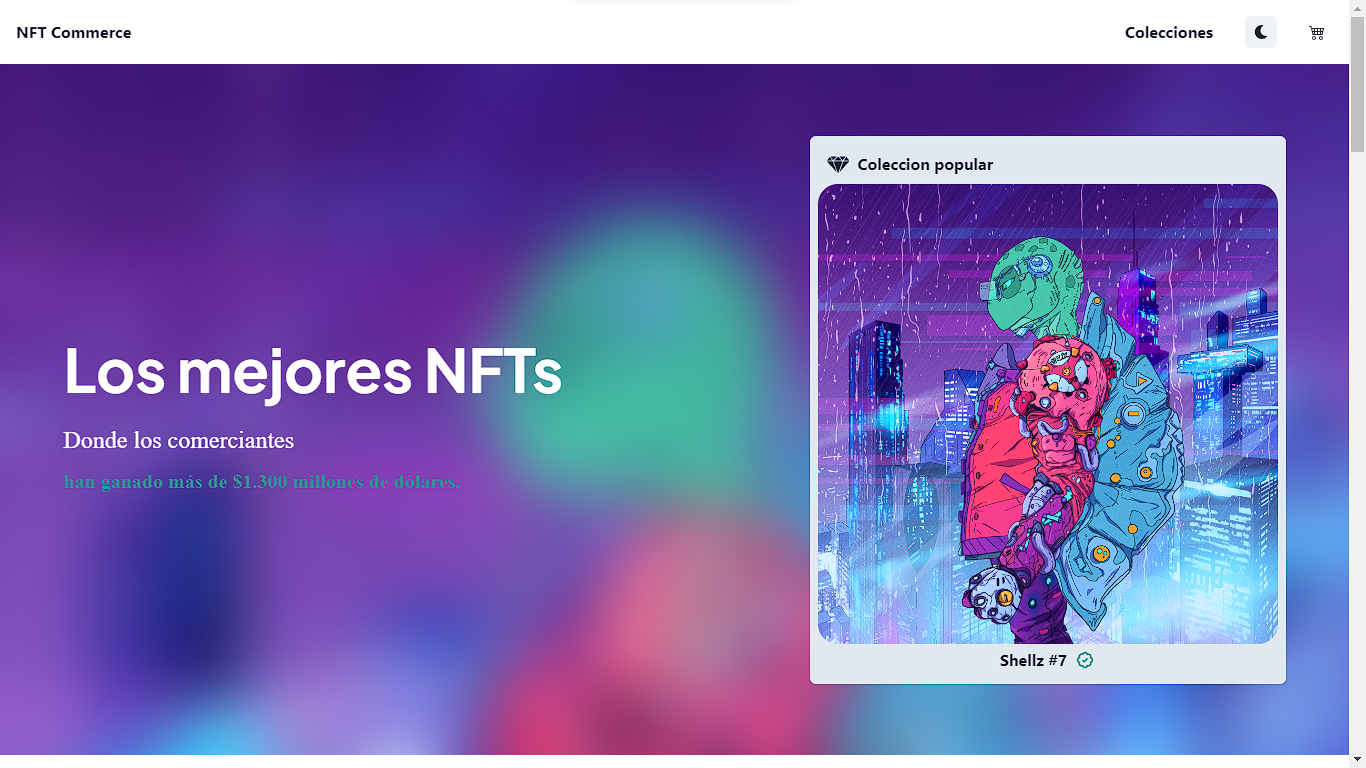 NFT Commerce
Colecciones
Los mejores NFTs
Donde los comerciantes
han ganado más de $1.300 millones de dólares.
Coleccion popular
Shellz #7